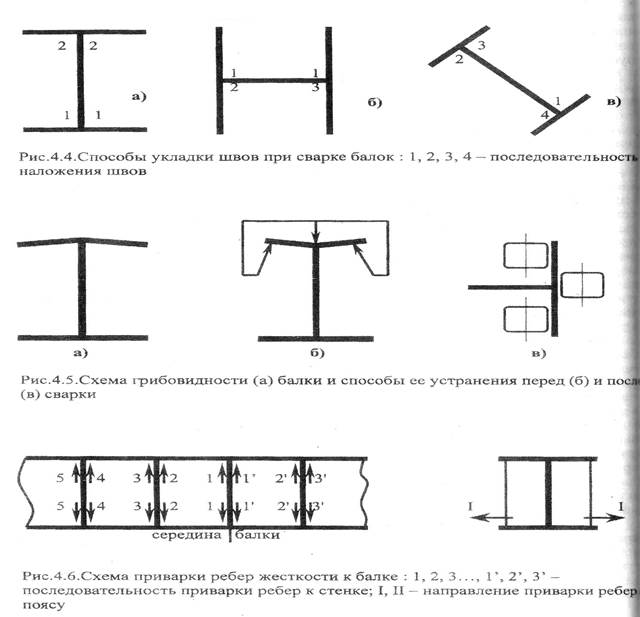 2 2
3
1 1
2
1
2 3
1 1
4
а)
б)
в)
Рис.4.4.Способы укладки швов при сварке балок : 1, 2, 3, 4 – последовательность
наложения швов
а)
б)
в)
Рис.4.5.Схема грибовидности (а) балки и способы ее устранения перед (б) и после
(в) сварки
5 4 3 2 1 1' 2' 3'
5 4 3 2 1 1' 2' 3'
I I
середина балки
Рис.4.6.Схема приварки ребер жесткости к балке : 1, 2, 3..., 1', 2', 3' –
последовательность приварки ребер к стенке; I, II – направление приварки ребер
поясу